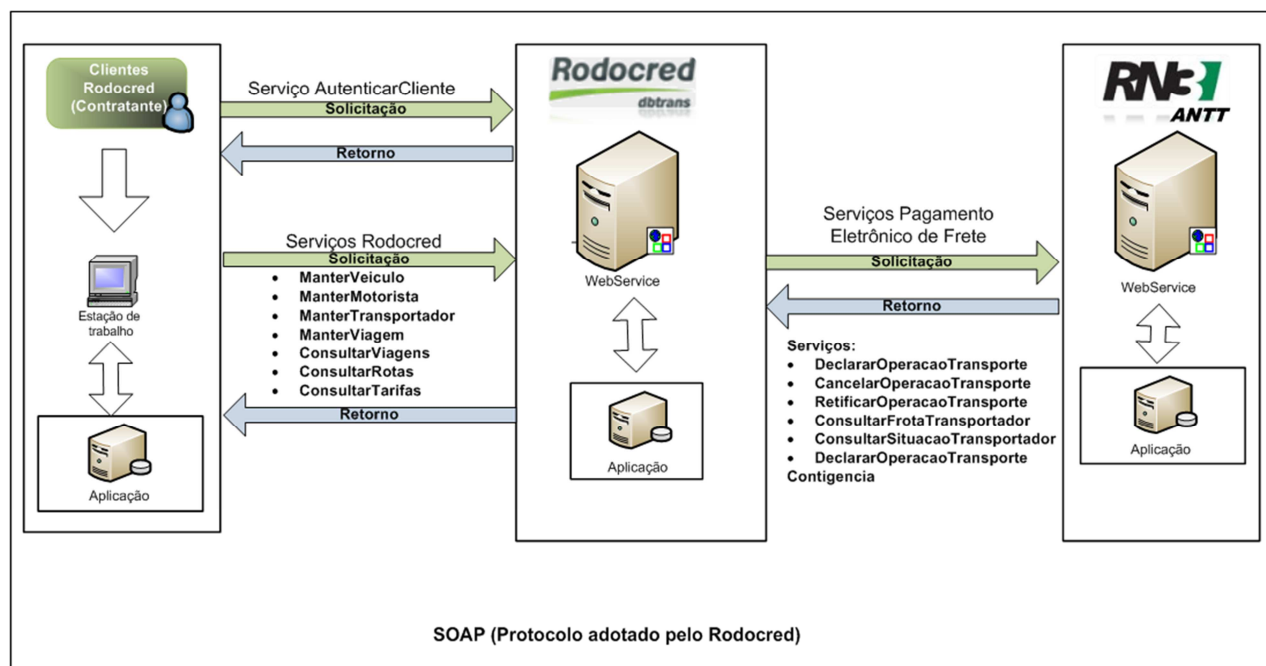 Clientes
Rodocred
(Contratante)
Estação de
trabalho
Aplicação
Serviço AutenticarCliente
Solicitação
Retorno
Serviços Rodocred
Solicitação
• ManterVeiculo
• ManterMotorista
• ManterTransportador
• ManterViagem
• ConsultarViagens
• ConsultarRotas
• ConsultarTarifas
Retorno
Rodocred
dbtrans
WebService
Aplicação
Serviços Pagamento
Eletrônico de Frete
Solicitação
Retorno
Serviços:
• DeclararOperacaoTransporte
• CancelarOperacaoTransporte
• RetificarOperacaoTransporte
• ConsultarFrotaTransportador
• ConsultarSituacaoTransportador
• DeclararOperacaoTransporte
Contigencia
RN3
ANTT
WebService
Aplicação
SOAP (Protocolo adotado pelo Rodocred)